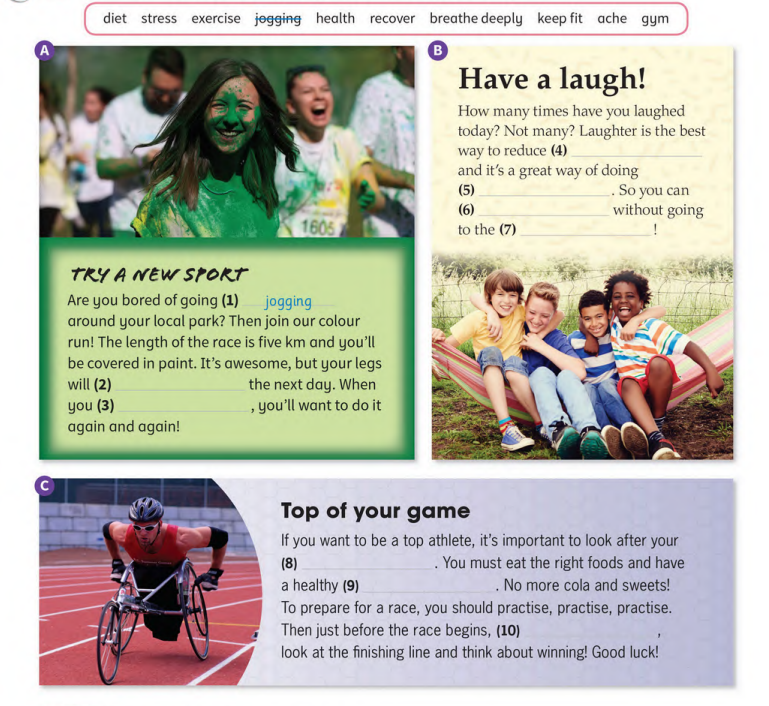 diet stress exercise jogging health recover breathe deeply keep fit ache gym
A
1605
TRY A NEW SPORT
Are you bored of going (1) jogging
around your local park? Then join our colour
run! The length of the race is five km and you'll
be covered in paint. It's awesome, but your legs
will (2) the next day. When
you (3) , you'll want to do it
again and again!
B
Have a laugh!
How many times have you laughed
today? Not many? Laughter is the best
way to reduce (4)
and it's a great way of doing
(5) . So you can
(6) without going
to the (7) !
C
Top of your game
If you want to be a top athlete, it's important to look after your
(8) . You must eat the right foods and have
a healthy (9) . No more cola and sweets!
To prepare for a race, you should practise, practise, practise.
Then just before the race begins, (10) ,
look at the finishing line and think about winning! Good luck!